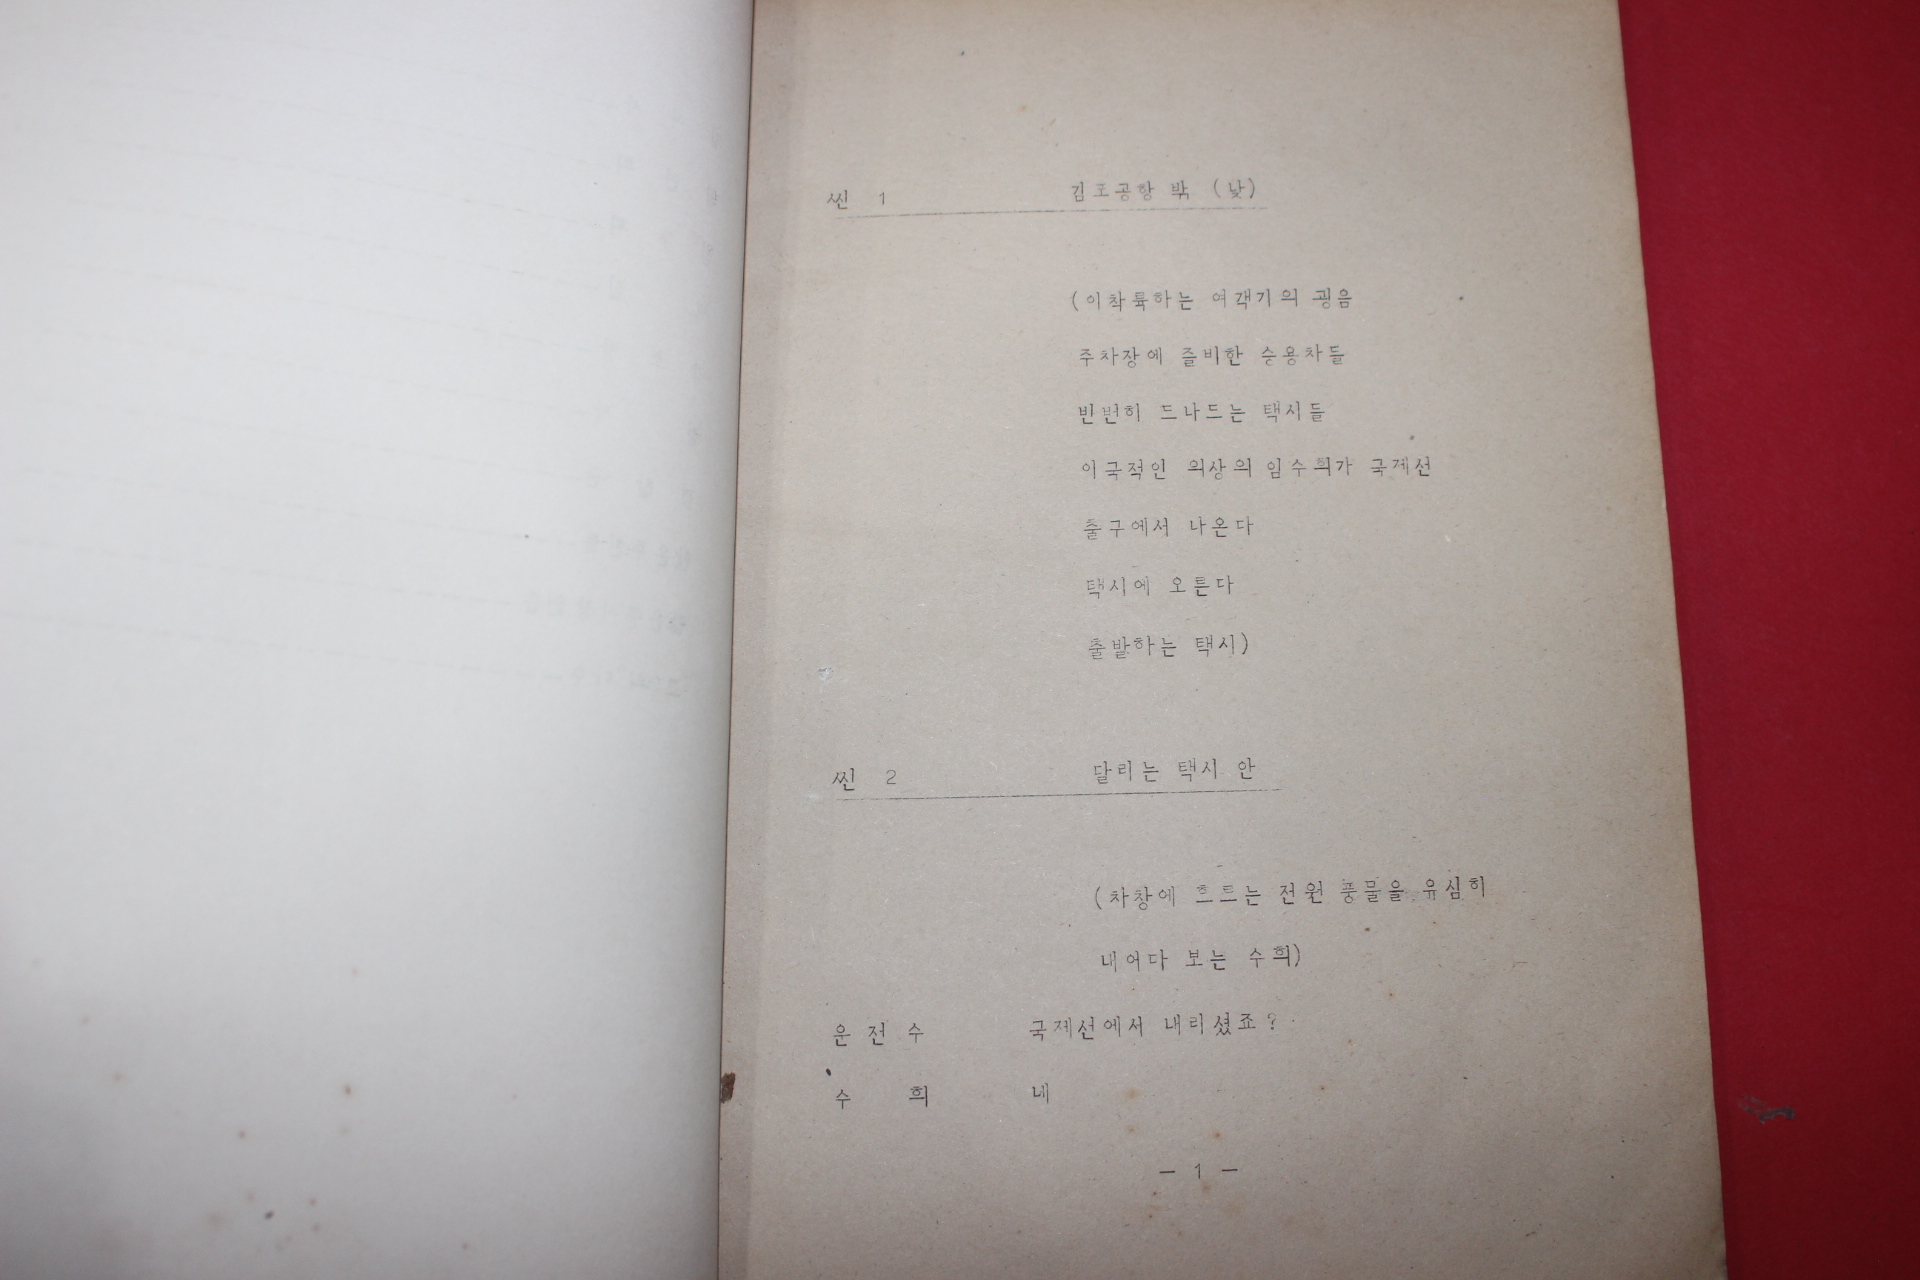 씬 1 김포공항 밖 (낮)
(이착륙하는 여객기의 굉음
주차장에 즐비한 승용차들
빈번히 드나드는 택시들
이국적인 의상의 임수희가 국제선
출구에서 나온다
택시에 오른다
출발하는 택시)
씬 2 달리는 택시 안
(차창에 흐르는 전원 풍물을 유심히
내어다 보는 수희)
운 전 수 국제선에서 내리셨죠?
수 희 네
- 1 -